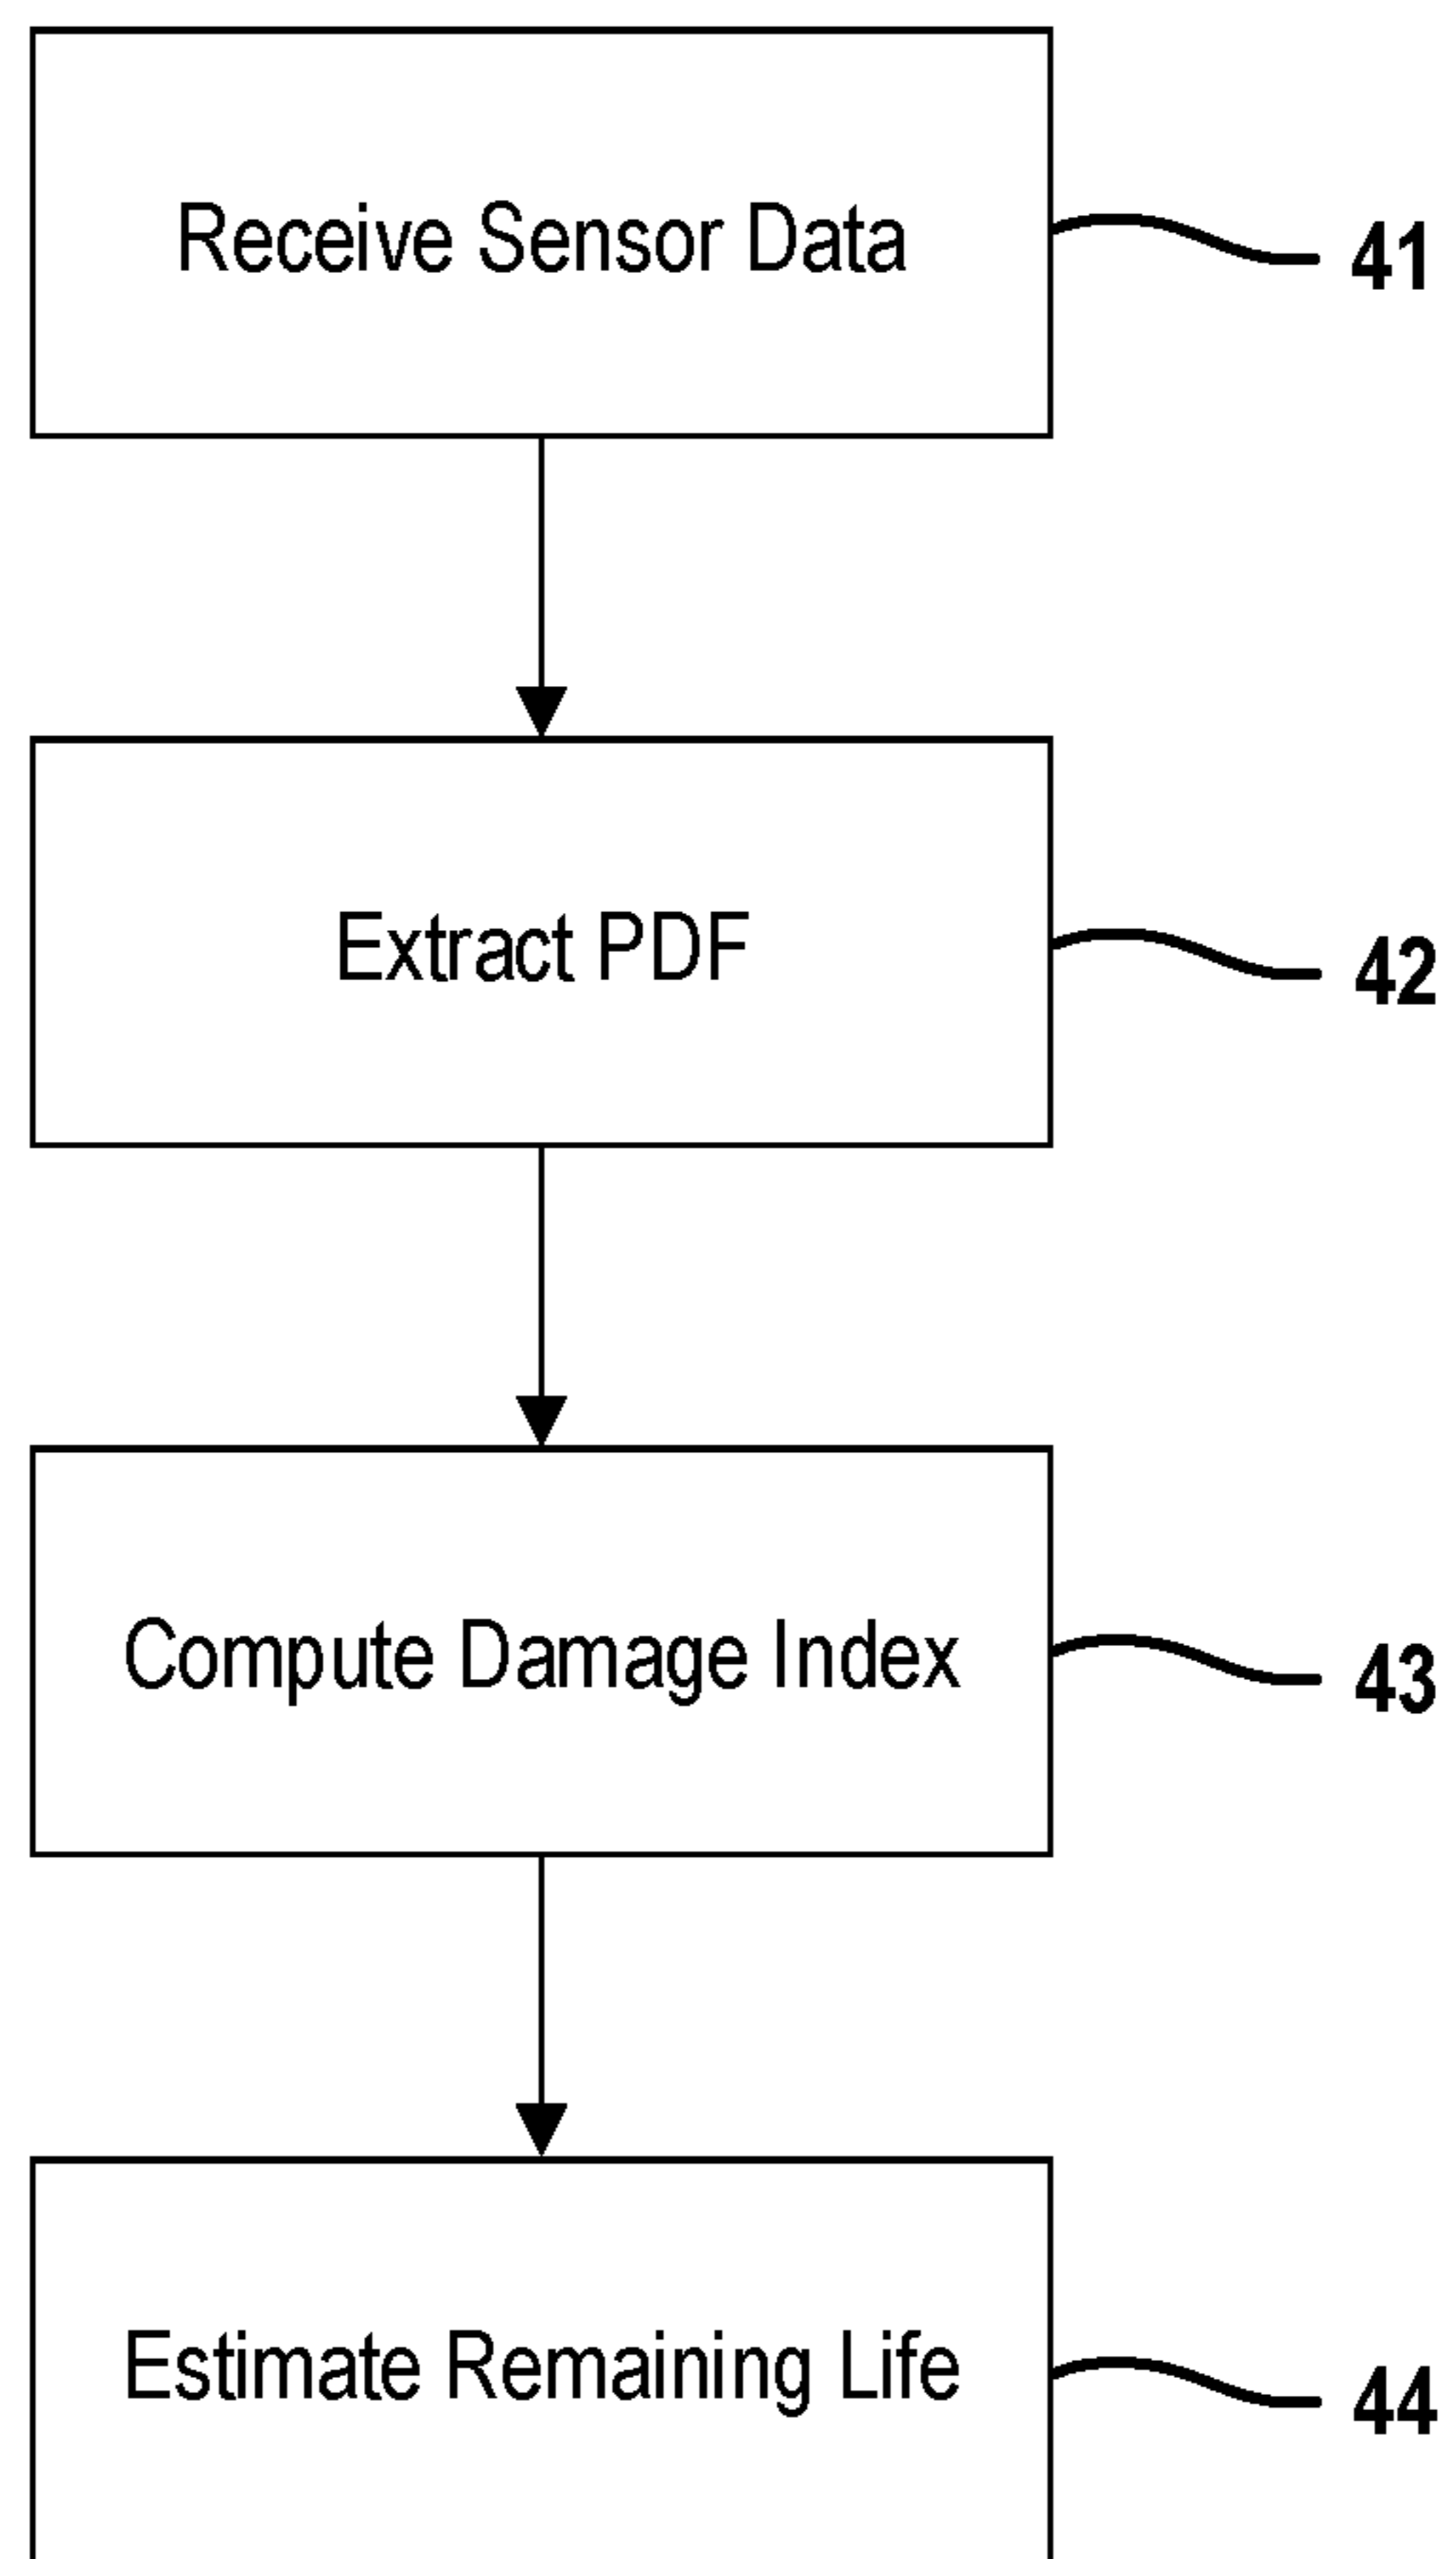 Receive Sensor Data
41
Extract PDF
42
Compute Damage Index
43
Estimate Remaining Life
44